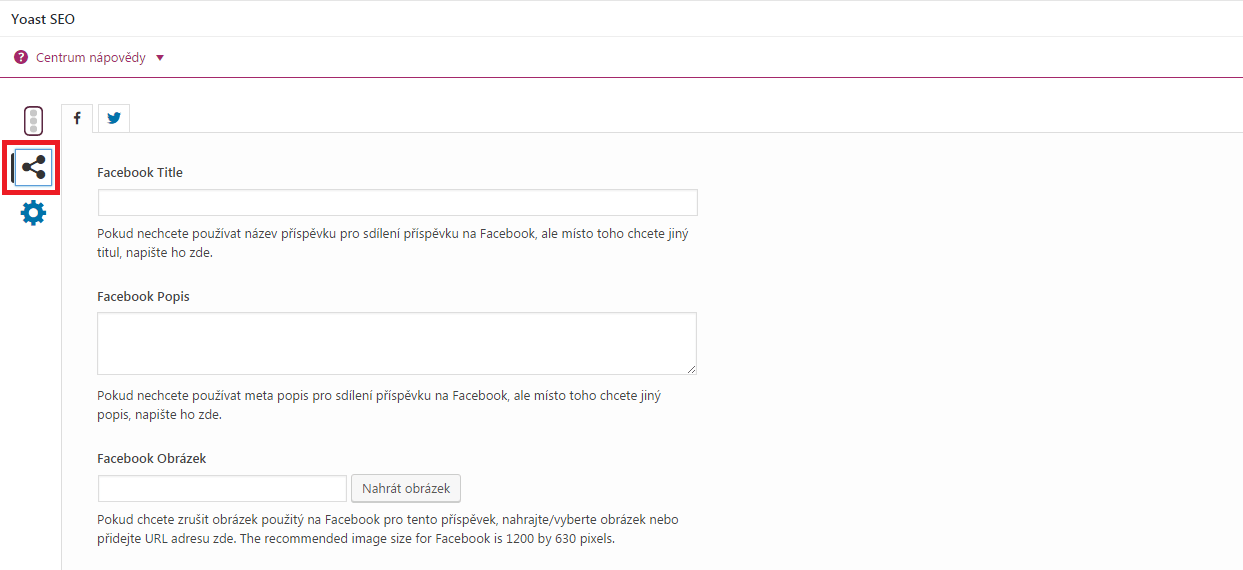 Yoast SEO
Centrum nápovědy
Facebook Title
Pokud nechcete používat název příspěvku pro sdílení příspěvku na Facebook, ale místo toho chcete jiný
titul, napište ho zde.
Facebook Popis
Pokud nechcete používat meta popis pro sdílení příspěvku na Facebook, ale místo toho chcete jiný
popis, napište ho zde.
Facebook Obrázek
Nahrát obrázek
Pokud chcete zrušit obrázek použitý na Facebook pro tento příspěvek, nahrajte/vyberte obrázek nebo
přidejte URL adresu zde. The recommended image size for Facebook is 1200 by 630 pixels.